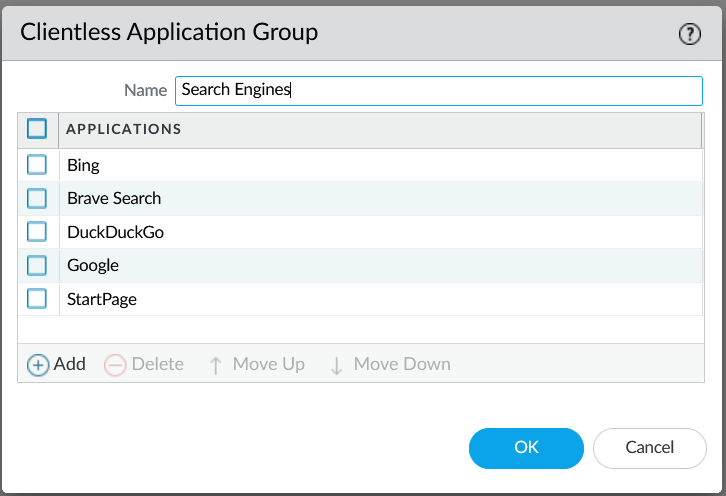 Clientless Application Group ?
Name Search Engines
APPLICATIONS
Bing
Brave Search
DuckDuckGo
Google
StartPage
Add Delete Move Up Move Down
OK Cancel